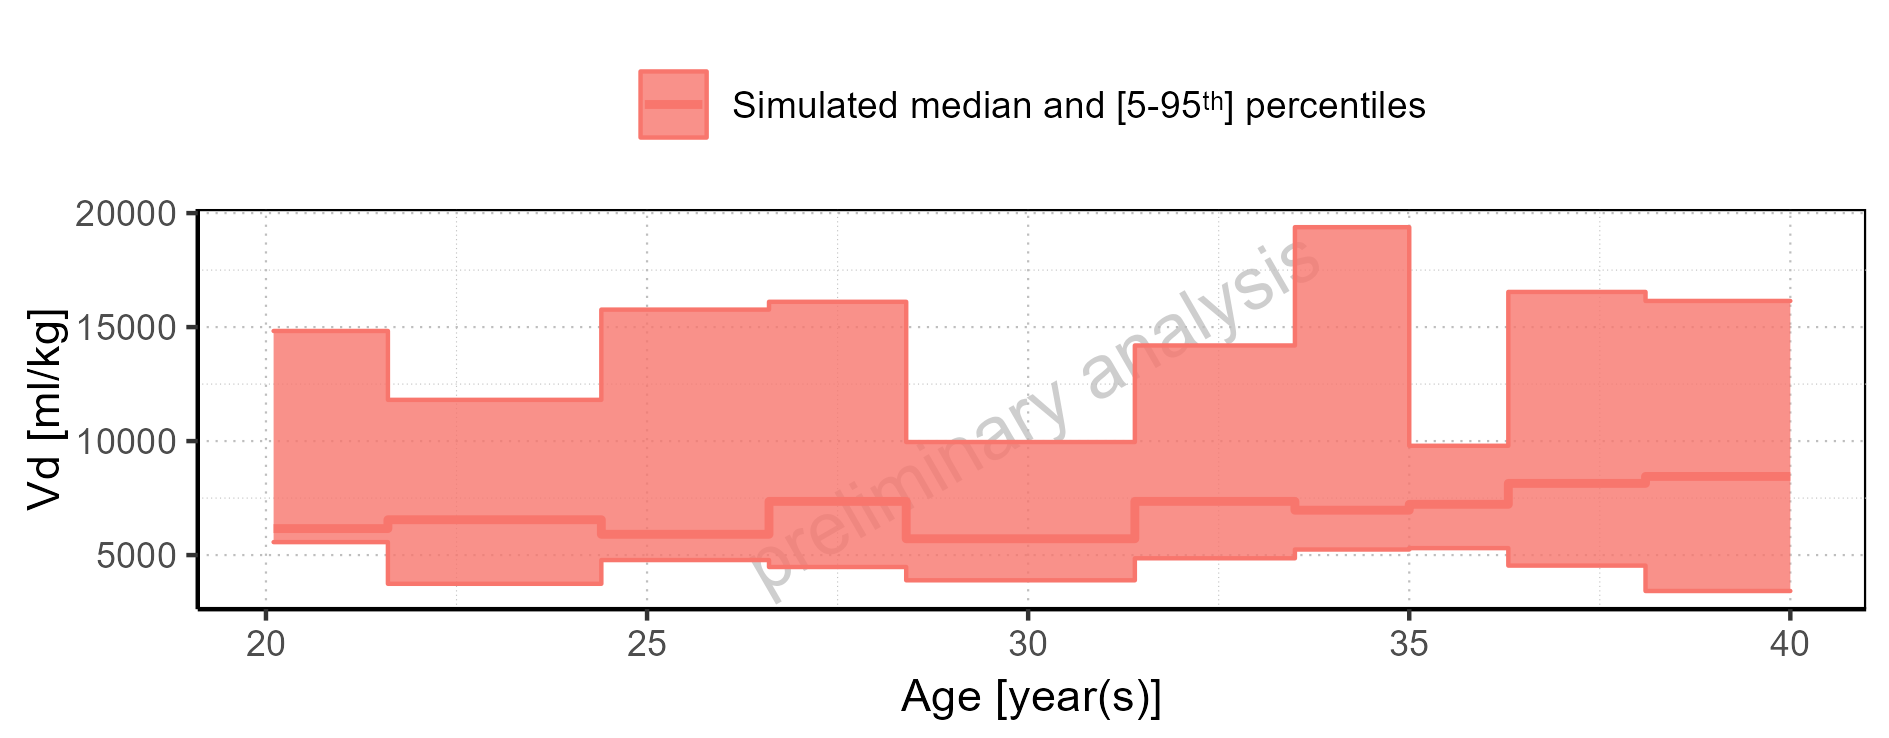 Simulated median and [5-95th] percentiles
20000
15000
10000
5000
Vd [ml/kg]
preliminary analysis
20 25 30 35 40
Age [year(s)]